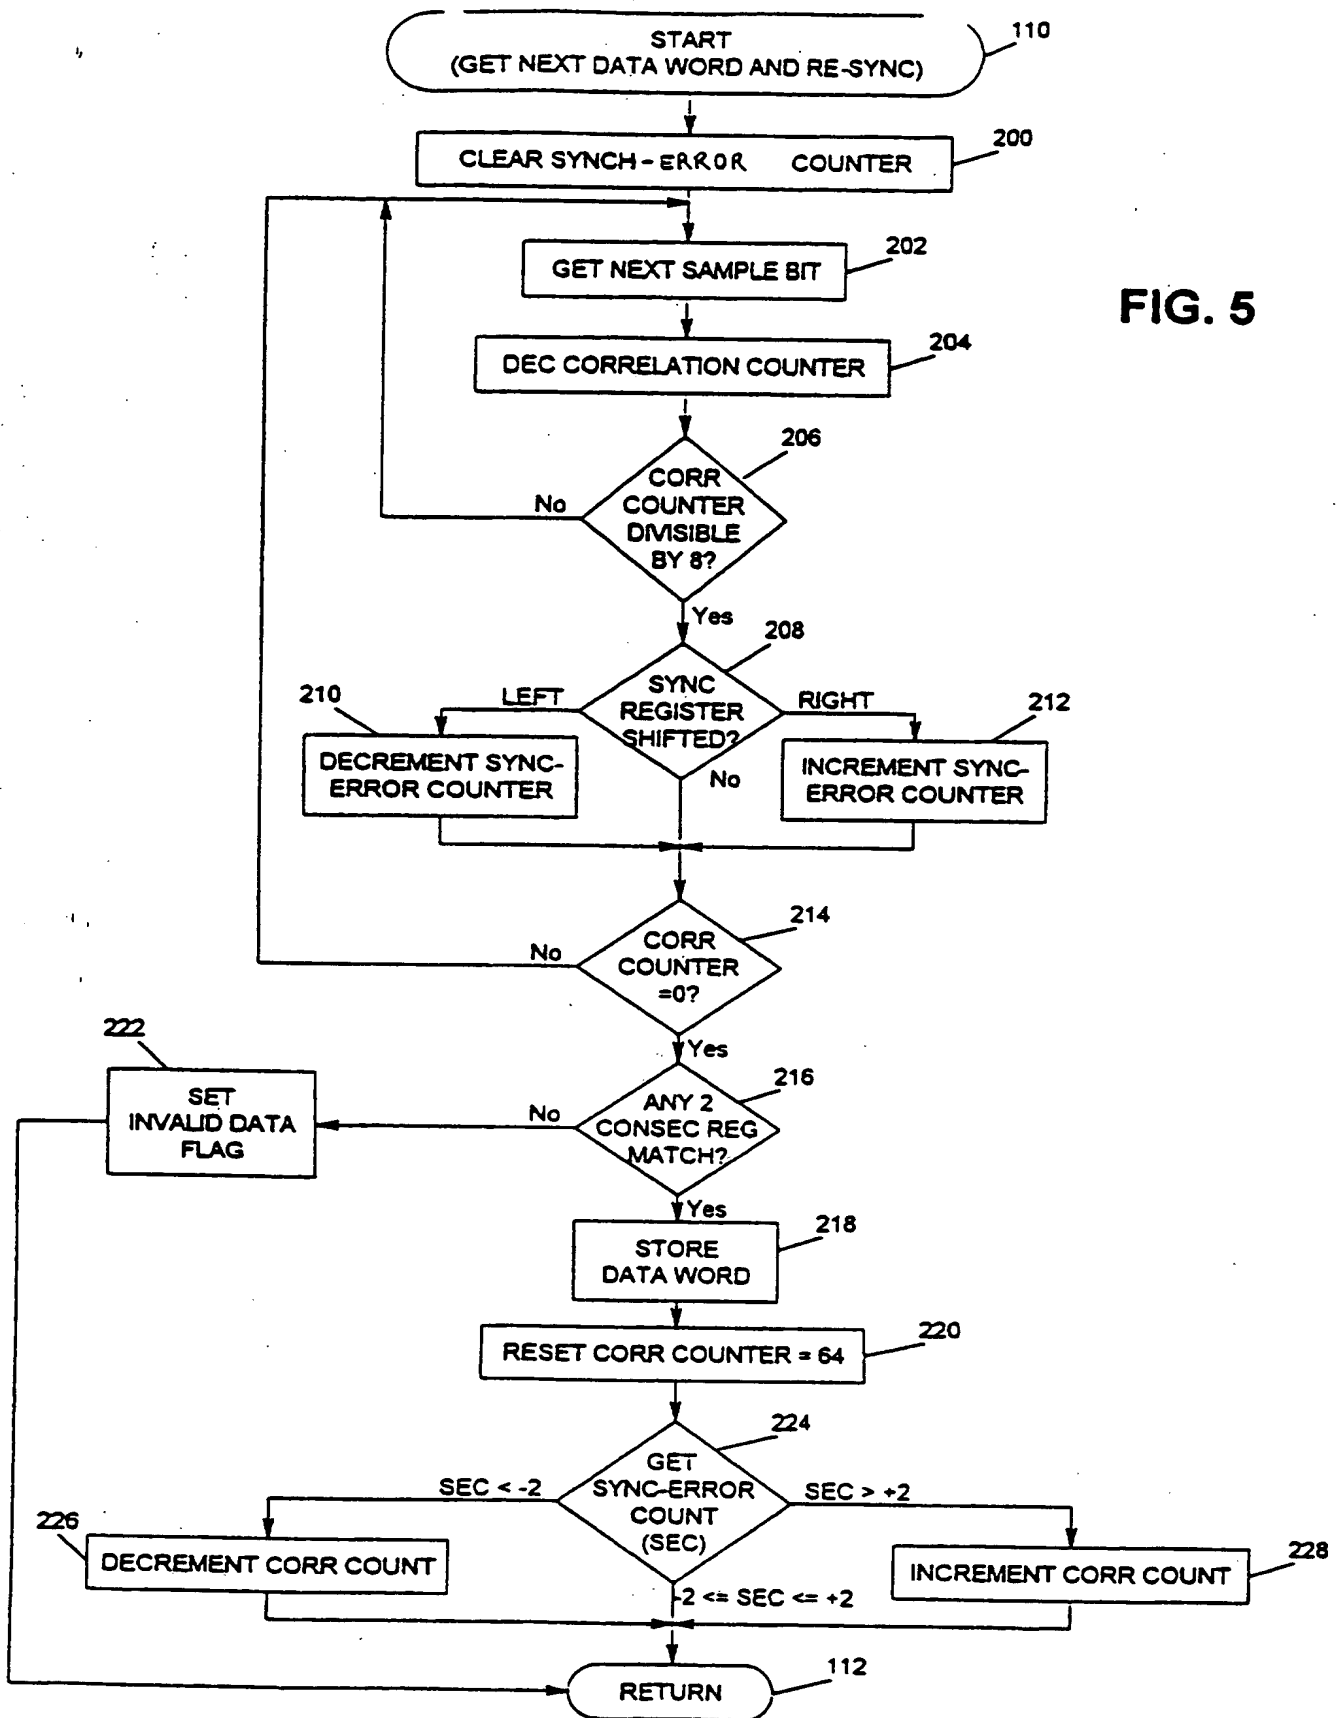 START
(GET NEXT DATA WORD AND RE-SYNC)
110
CLEAR SYNCH-ERROR COUNTER
200
GET NEXT SAMPLE BIT
202
FIG. 5
DEC CORRELATION COUNTER
204
CORR
COUNTER
DIVISIBLE
BY 8?
206
No
Yes
SYNC
REGISTER
SHIFTED?
208
LEFT
RIGHT
No
210
DECREMENT SYNC-
ERROR COUNTER
212
INCREMENT SYNC-
ERROR COUNTER
CORR
COUNTER
=0?
214
No
Yes
ANY 2
CONSEC REG
MATCH?
216
No
Yes
222
SET
INVALID DATA
FLAG
STORE
DATA WORD
218
RESET CORR COUNTER = 64
220
GET
SYNC-ERROR
COUNT
(SEC)
224
SEC < -2
SEC > +2
-2 <= SEC <= +2
226
DECREMENT CORR COUNT
INCREMENT CORR COUNT
228
RETURN
112